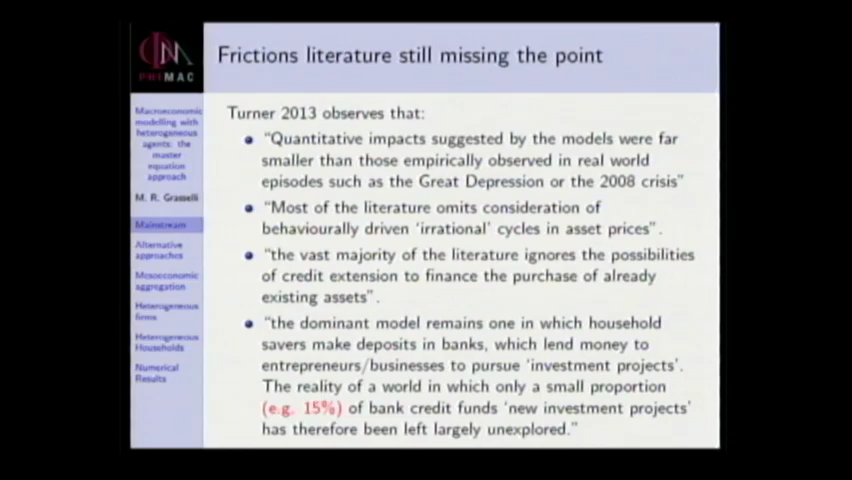 PHIMAC
Frictions literature still missing the point
Macroeconomic
modelling with
heterogeneous
agents: the
master
equation
approach
M. R. Grasselli
Mainstream
Alternative
approaches
Mesoeconomic
aggregation
Heterogeneous
firms
Heterogeneous
Households
Numerical
Results
Turner 2013 observes that:
“Quantitative impacts suggested by the models were far
smaller than those empirically observed in real world
episodes such as the Great Depression or the 2008 crisis”
“Most of the literature omits consideration of
behaviourally driven ‘irrational’ cycles in asset prices”.
“the vast majority of the literature ignores the possibilities
of credit extension to finance the purchase of already
existing assets”.
“the dominant model remains one in which household
savers make deposits in banks, which lend money to
entrepreneurs/businesses to pursue ‘investment projects’.
The reality of a world in which only a small proportion
(e.g. 15%) of bank credit funds ‘new investment projects’
has therefore been left largely unexplored.”